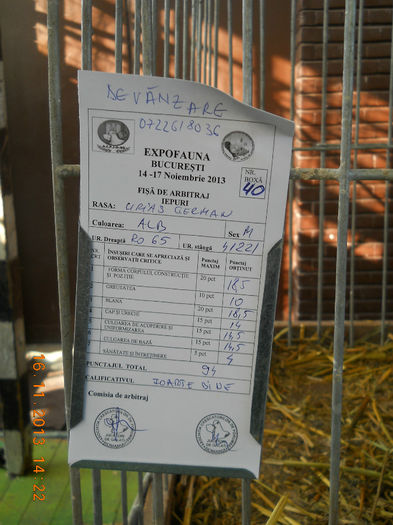 DE VÂNZARE
0722618036
EXPOFAUNA
BUCUREȘTI
14 -17 Noiembrie 2013
NR. BOXĂ
40
FIȘĂ DE ARBITRAJ
IEPURI
RASA: URIAȘ GERMAN
Culoarea: ALB Sex M
UR. Dreaptă RO 65 UR. stângă 41221
ÎNSUȘIRI CARE SE APRECIAZĂ ȘI OBSERVAȚII CRITICE Punctaj MAXIM Punctaj OBȚINUT
FORMA CORPULUI, CONSTRUCȚIE ȘI POZIȚIE 20 pct 18,5
GREUTATEA 10 pct 10
BLANA 20 pct 18,5
CAP ȘI URECHI 15 pct 14
CULOAREA DE ACOPERIRE ȘI UNIFORMIZAREA 15 pct 14,5
CULOAREA DE BAZĂ 15 pct 14,5
SĂNĂTATE ȘI ÎNTREȚINERE 5 pct 4
PUNCTAJUL TOTAL 94
CALIFICATIVUL FOARTE BINE
Comisia de arbitraj
16.11.2013 14:22